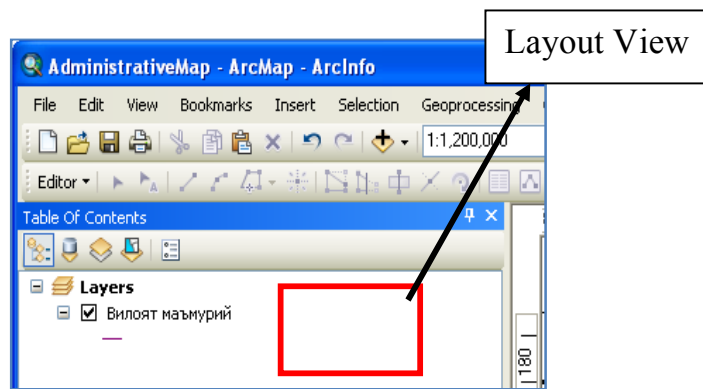 Layout View
AdministrativeMap - ArcMap - ArcInfo
File Edit View Bookmarks Insert Selection Geoprocessing
1:1,200,000
Editor
Table Of Contents
Layers
Вилоят маъмурий
180